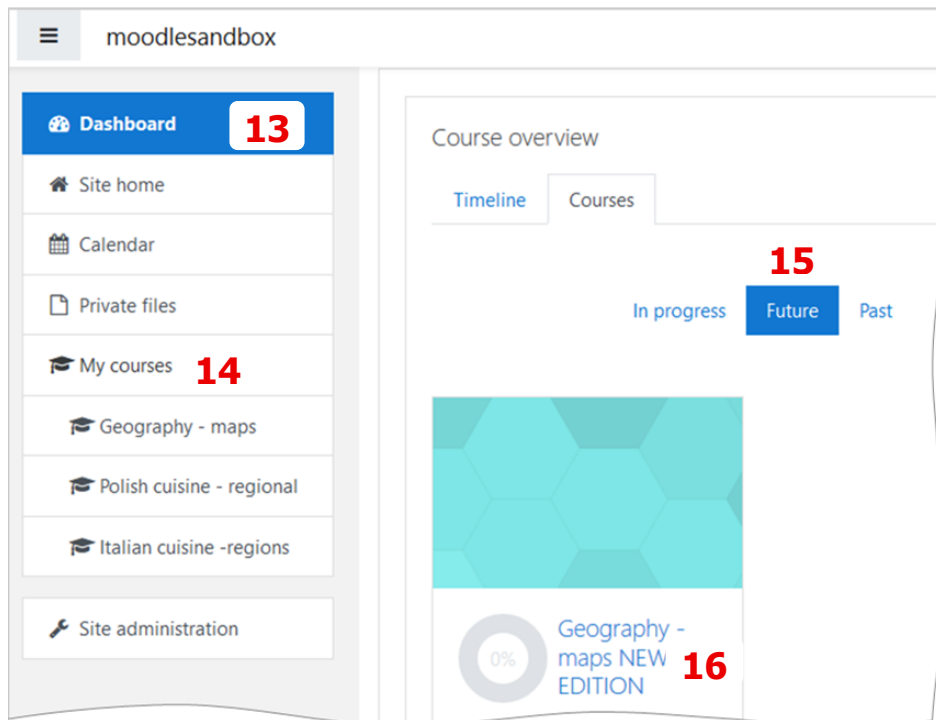 moodlesandbox
Dashboard 13
Site home
Calendar
Private files
My courses 14
Geography - maps
Polish cuisine - regional
Italian cuisine -regions
Site administration
Course overview
Timeline Courses
15
In progress Future Past
0%
Geography -
maps NEW 16
EDITION